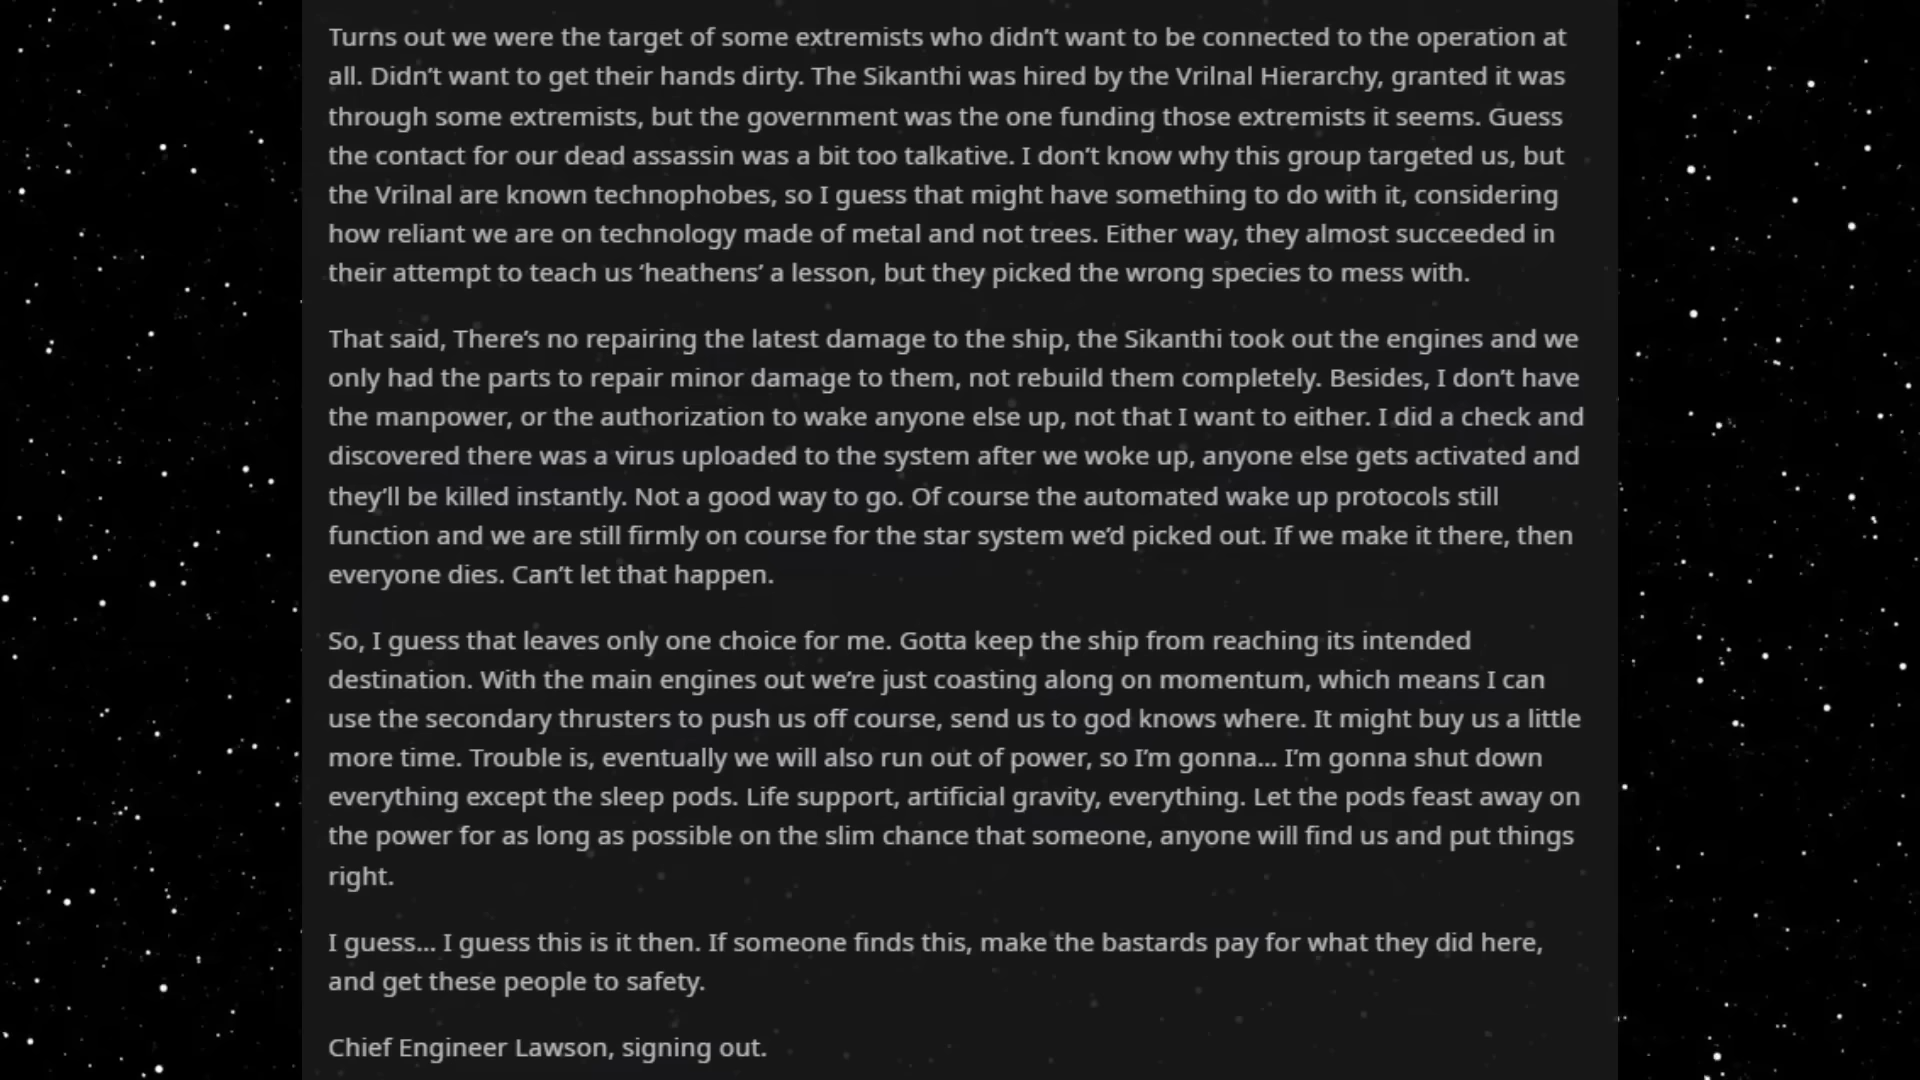 Turns out we were the target of some extremists who didn’t want to be connected to the operation at
all. Didn’t want to get their hands dirty. The Sikanthi was hired by the Vrilnal Hierarchy, granted it was
through some extremists, but the government was the one funding those extremists it seems. Guess
the contact for our dead assassin was a bit too talkative. I don’t know why this group targeted us, but
the Vrilnal are known technophobes, so I guess that might have something to do with it, considering
how reliant we are on technology made of metal and not trees. Either way, they almost succeeded in
their attempt to teach us ‘heathens’ a lesson, but they picked the wrong species to mess with.
That said, There’s no repairing the latest damage to the ship, the Sikanthi took out the engines and we
only had the parts to repair minor damage to them, not rebuild them completely. Besides, I don’t have
the manpower, or the authorization to wake anyone else up, not that I want to either. I did a check and
discovered there was a virus uploaded to the system after we woke up, anyone else gets activated and
they’ll be killed instantly. Not a good way to go. Of course the automated wake up protocols still
function and we are still firmly on course for the star system we’d picked out. If we make it there, then
everyone dies. Can’t let that happen.
So, I guess that leaves only one choice for me. Gotta keep the ship from reaching its intended
destination. With the main engines out we’re just coasting along on momentum, which means I can
use the secondary thrusters to push us off course, send us to god knows where. It might buy us a little
more time. Trouble is, eventually we will also run out of power, so I’m gonna... I’m gonna shut down
everything except the sleep pods. Life support, artificial gravity, everything. Let the pods feast away on
the power for as long as possible on the slim chance that someone, anyone will find us and put things
right.
I guess... I guess this is it then. If someone finds this, make the bastards pay for what they did here,
and get these people to safety.
Chief Engineer Lawson, signing out.